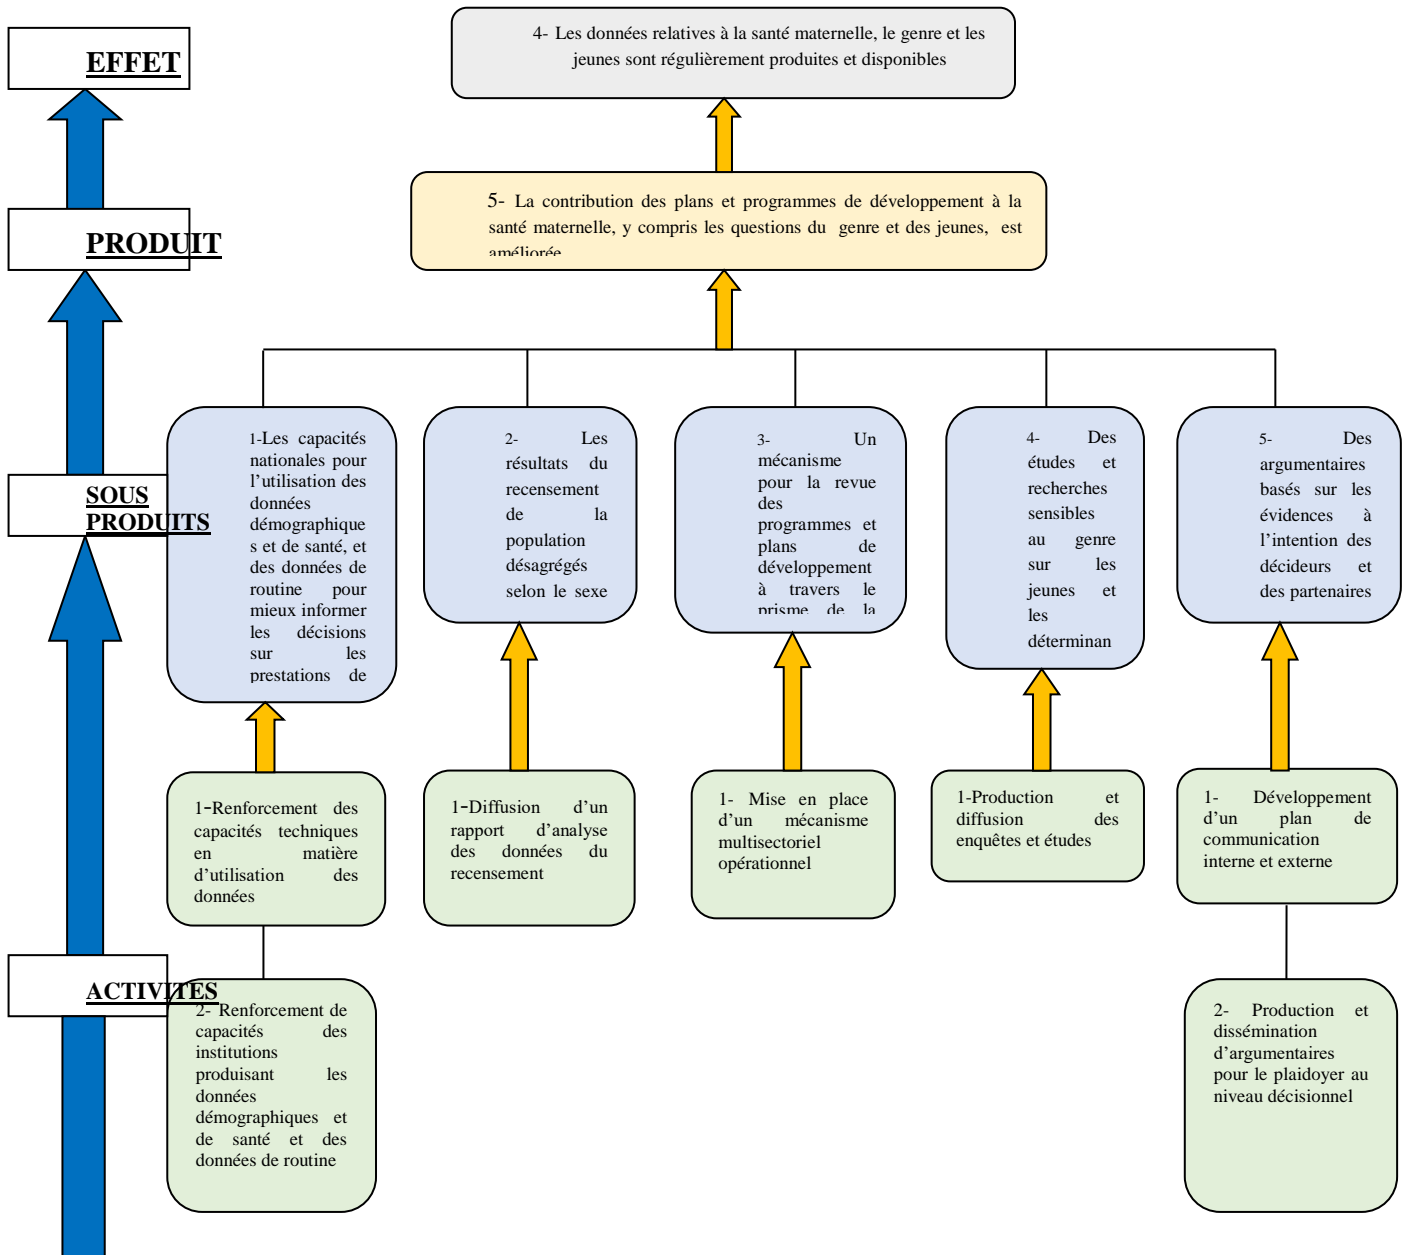 EFFET
4- Les données relatives à la santé maternelle, le genre et les
jeunes sont régulièrement produites et disponibles
PRODUIT
5- La contribution des plans et programmes de développement à la
santé maternelle, y compris les questions du genre et des jeunes, est
améliorée
SOUS
PRODUITS
1-Les capacités
nationales pour
l’utilisation des
données
démographique
s et de santé, et
des données de
routine pour
mieux informer
les décisions
sur les
prestations de
2- Les
résultats du
recensement
de la
population
désagrégés
selon le sexe
3- Un
mécanisme
pour la revue
des
programmes et
plans de
développement
à travers le
prisme de la
4- Des
études et
recherches
sensibles
au genre
sur les
jeunes et
les
déterminan
5- Des
argumentaires
basés sur les
évidences à
l’intention des
décideurs et
des partenaires
1-Renforcement des
capacités techniques
en matière
d’utilisation des
données
1-Diffusion d’un
rapport d’analyse
des données du
recensement
1- Mise en place
d’un mécanisme
multisectoriel
opérationnel
1-Production et
diffusion des
enquêtes et études
1- Développement
d’un plan de
communication
interne et externe
ACTIVITES
2- Renforcement de
capacités des
institutions
produisant les
données
démographiques et
de santé et des
données de routine
2- Production et
dissémination
d’argumentaires
pour le plaidoyer au
niveau décisionnel